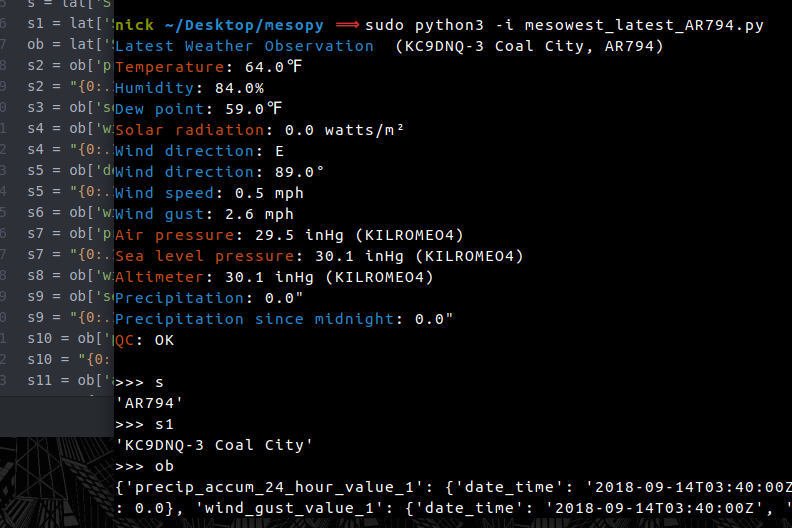 nick ~/Desktop/mesopy ⟹ sudo python3 -i mesowest_latest_AR794.py
Latest Weather Observation  (KC9DNQ-3 Coal City, AR794)
Temperature: 64.0℉
Humidity: 84.0%
Dew point: 59.0℉
Solar radiation: 0.0 watts/m²
Wind direction: E
Wind direction: 89.0°
Wind speed: 0.5 mph
Wind gust: 2.6 mph
Air pressure: 29.5 inHg (KILROMEO4)
Sea level pressure: 30.1 inHg (KILROMEO4)
Altimeter: 30.1 inHg (KILROMEO4)
Precipitation: 0.0"
Precipitation since midnight: 0.0"
QC: OK
>>> s
'AR794'
>>> s1
'KC9DNQ-3 Coal City'
>>> ob
{'precip_accum_24_hour_value_1': {'date_time': '2018-09-14T03:40:00Z
: 0.0}, 'wind_gust_value_1': {'date_time': '2018-09-14T03:40:00Z', '
s = lat['S
s1 = lat['
ob = lat['
s2 = ob['p
s2 = "{0:.
s3 = ob['s
s4 = ob['w
s4 = "{0:.
s5 = ob['d
s5 = "{0:.
s6 = ob['w
s7 = ob['p
s7 = "{0:.
s8 = ob['w
s9 = ob['s
s9 = "{0:.
s10 = ob['
s10 = "{0:
s11 = ob['